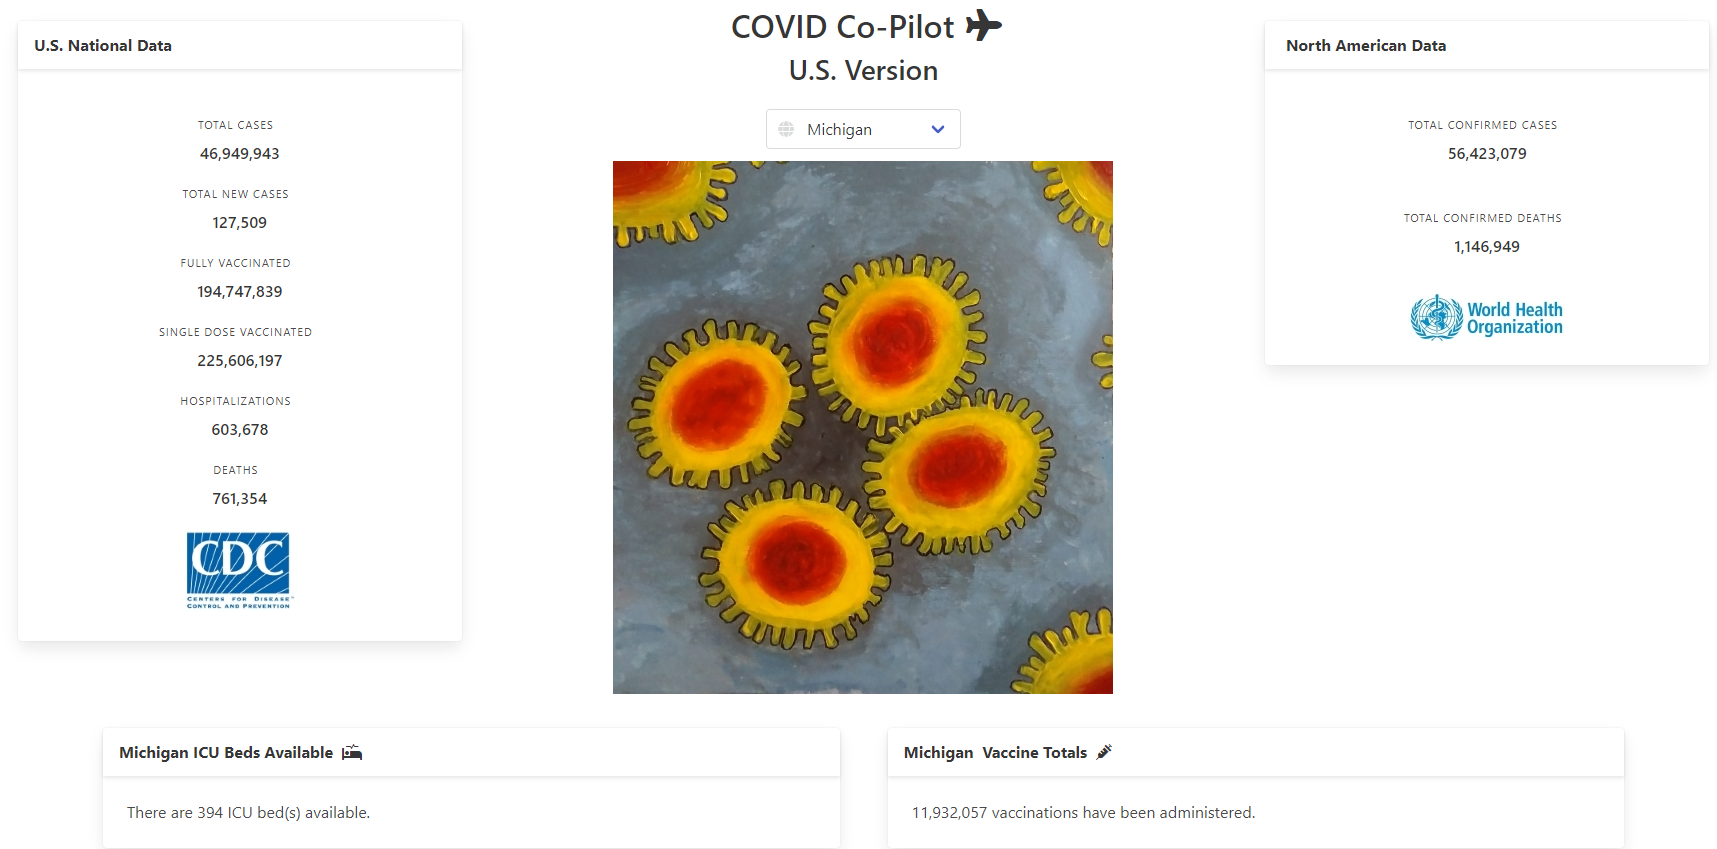 COVID Co-Pilot
U.S. Version
Michigan
U.S. National Data
TOTAL CASES
46,949,943
TOTAL NEW CASES
127,509
FULLY VACCINATED
194,747,839
SINGLE DOSE VACCINATED
225,606,197
HOSPITALIZATIONS
603,678
DEATHS
761,354
CDC
CENTERS FOR DISEASE™
CONTROL AND PREVENTION
North American Data
TOTAL CONFIRMED CASES
56,423,079
TOTAL CONFIRMED DEATHS
1,146,949
World Health
Organization
Michigan ICU Beds Available
There are 394 ICU bed(s) available.
Michigan Vaccine Totals
11,932,057 vaccinations have been administered.